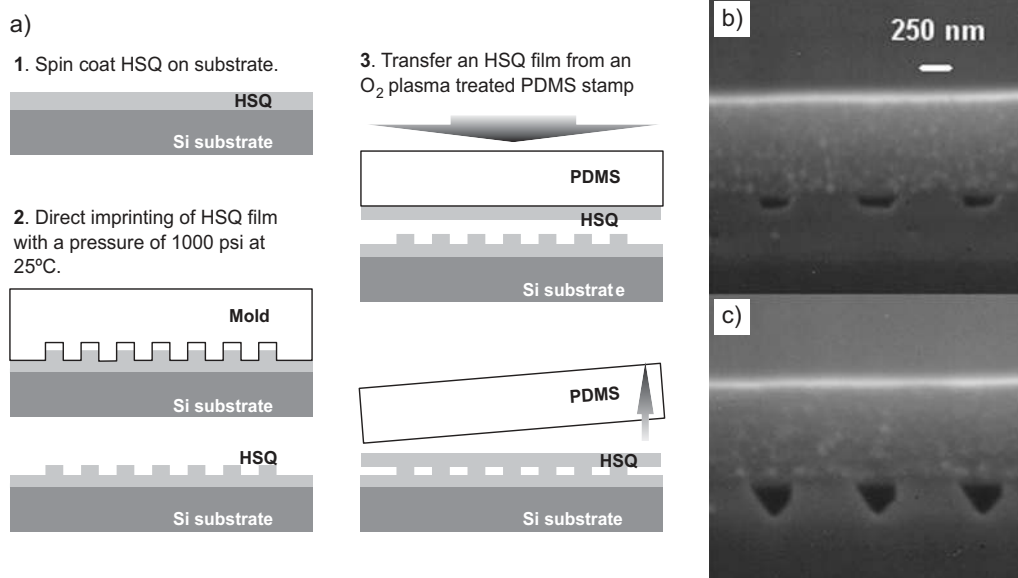 a)
1. Spin coat HSQ on substrate.
HSQ
Si substrate
2. Direct imprinting of HSQ film
with a pressure of 1000 psi at
25ºC.
Mold
Si substrate
HSQ
Si substrate
3. Transfer an HSQ film from an
O2 plasma treated PDMS stamp
PDMS
HSQ
Si substrate
PDMS
HSQ
Si substrate
b)
250 nm
c)